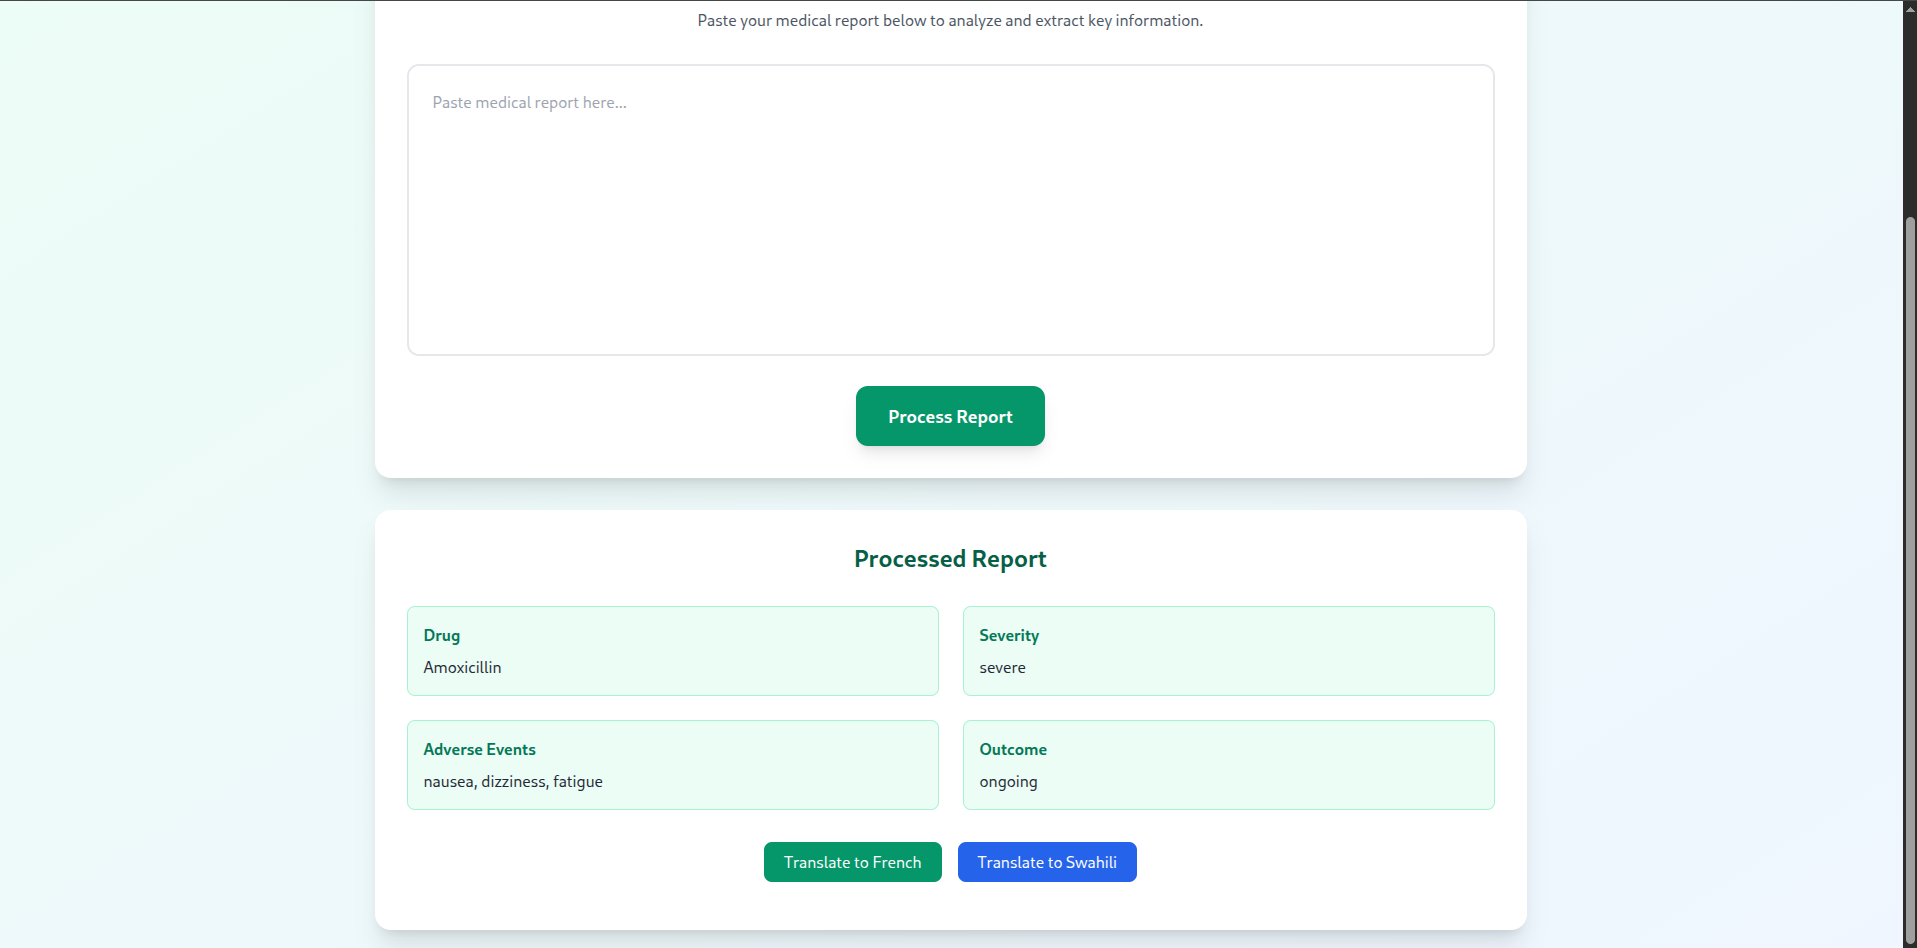 Paste your medical report below to analyze and extract key information.
Paste medical report here...
Process Report
Processed Report
Drug
Amoxicillin
Severity
severe
Adverse Events
nausea, dizziness, fatigue
Outcome
ongoing
Translate to French
Translate to Swahili